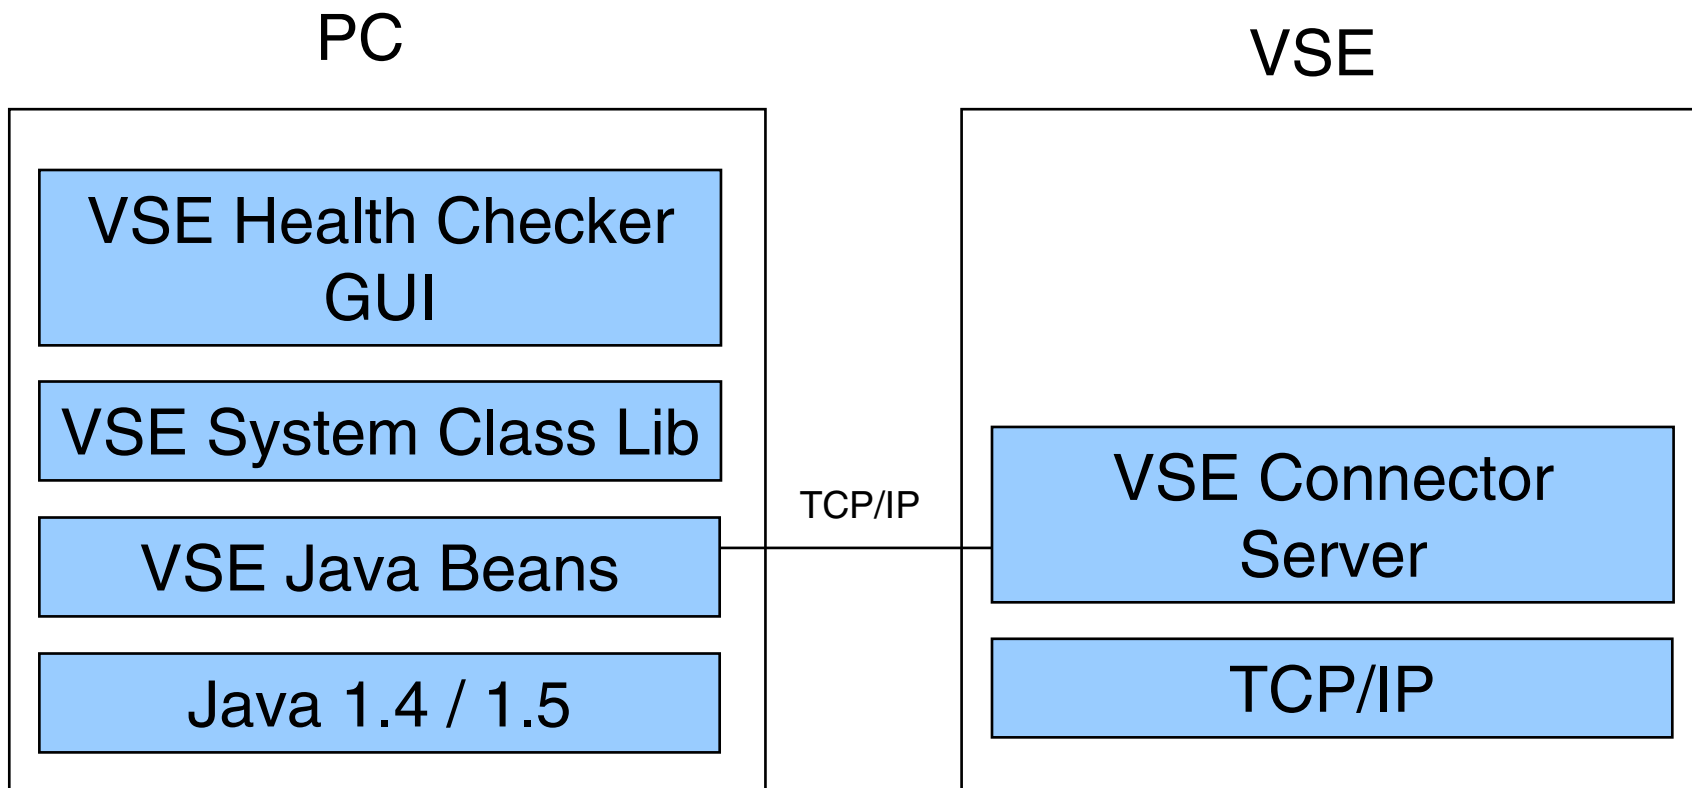 PC
VSE
VSE Health Checker
GUI
VSE System Class Lib
VSE Java Beans
Java 1.4 / 1.5
TCP/IP
VSE Connector
Server
TCP/IP